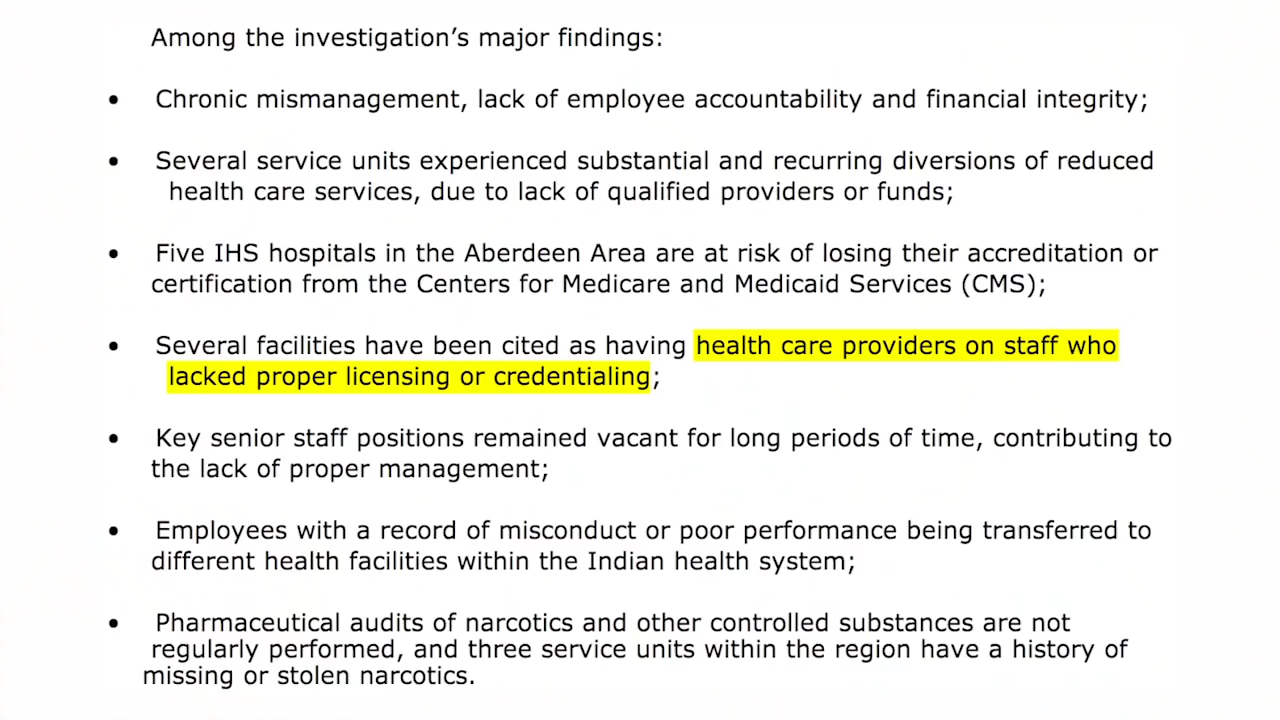 Among the investigation’s major findings:
• Chronic mismanagement, lack of employee accountability and financial integrity;
• Several service units experienced substantial and recurring diversions of reduced
health care services, due to lack of qualified providers or funds;
• Five IHS hospitals in the Aberdeen Area are at risk of losing their accreditation or
certification from the Centers for Medicare and Medicaid Services (CMS);
• Several facilities have been cited as having health care providers on staff who
lacked proper licensing or credentialing;
• Key senior staff positions remained vacant for long periods of time, contributing to
the lack of proper management;
• Employees with a record of misconduct or poor performance being transferred to
different health facilities within the Indian health system;
• Pharmaceutical audits of narcotics and other controlled substances are not
regularly performed, and three service units within the region have a history of
missing or stolen narcotics.